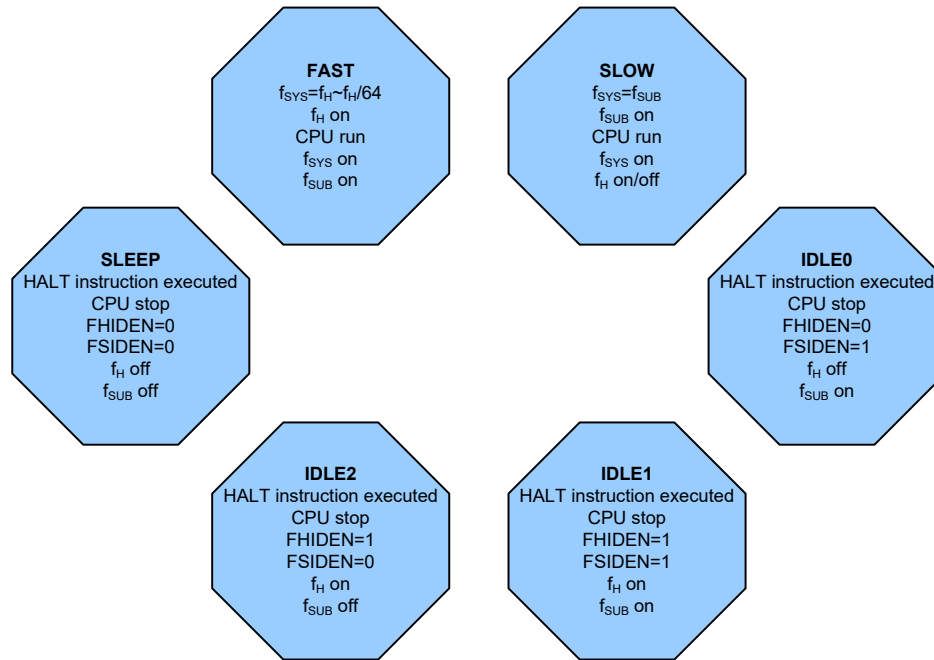 FAST
fSYS=fH~fH/64
fH on
CPU run
fSYS on
fSUB on
SLOW
fSYS=fSUB
fSUB on
CPU run
fSYS on
fH on/off
SLEEP
HALT instruction executed
CPU stop
FHIDEN=0
FSIDEN=0
fH off
fSUB off
IDLE0
HALT instruction executed
CPU stop
FHIDEN=0
FSIDEN=1
fH off
fSUB on
IDLE2
HALT instruction executed
CPU stop
FHIDEN=1
FSIDEN=0
fH on
fSUB off
IDLE1
HALT instruction executed
CPU stop
FHIDEN=1
FSIDEN=1
fH on
fSUB on